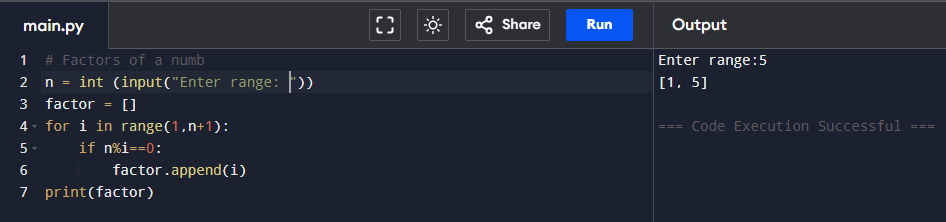 main.py
Share
Run
Output
1 # Factors of a numb
2 n = int (input("Enter range: "))
3 factor = []
4 for i in range(1,n+1):
5 if n%i==0:
6 factor.append(i)
7 print(factor)
Enter range:5
[1, 5]
=== Code Execution Successful ===